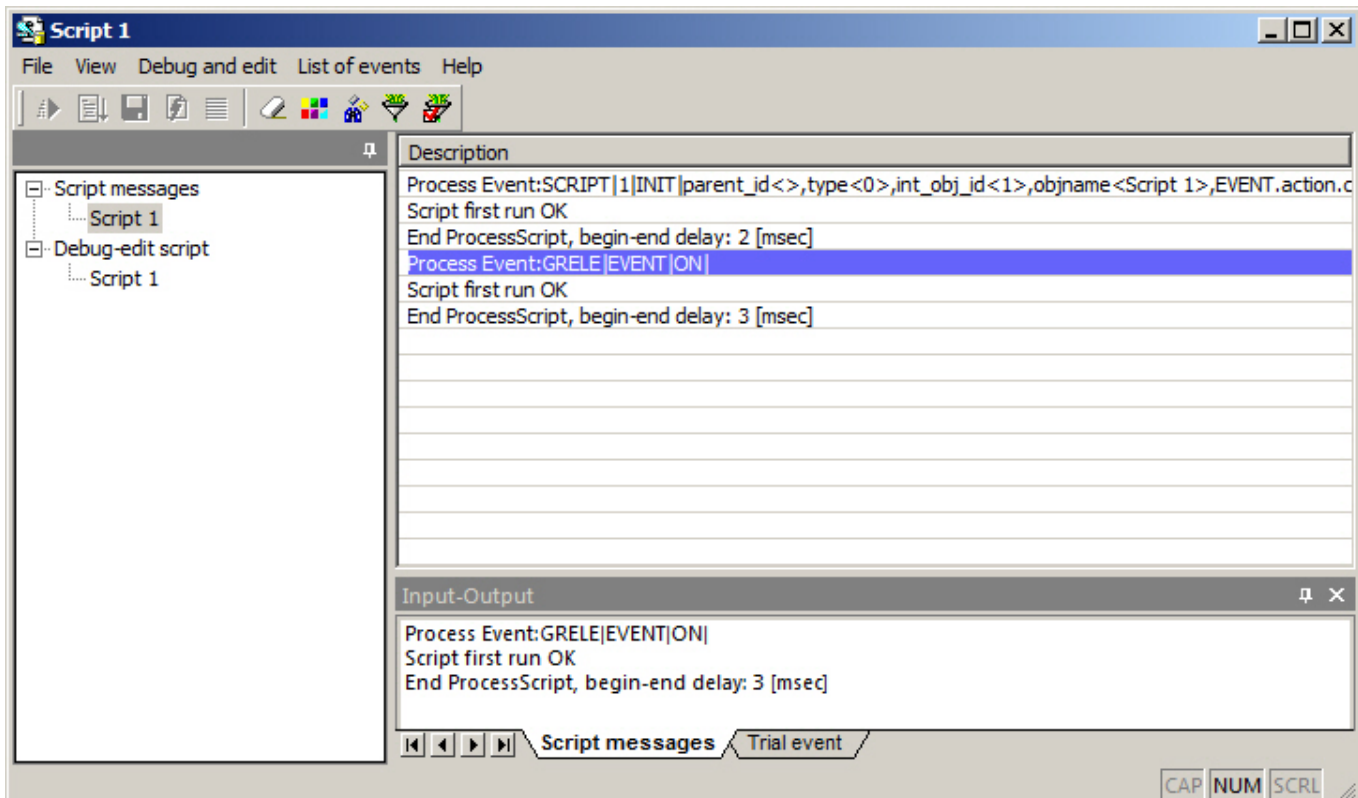 Script 1
File View Debug and edit List of events Help
Description
Script messages
Script 1
Debug-edit script
Script 1
Process Event:SCRIPT|1|INIT|parent_id<>,type<0>,int_obj_id<1>,objname<Script 1>,EVENT.action.c
Script first run OK
End ProcessScript, begin-end delay: 2 [msec]
Process Event:GRELE|EVENT|ON|
Script first run OK
End ProcessScript, begin-end delay: 3 [msec]
Input-Output
Process Event:GRELE|EVENT|ON|
Script first run OK
End ProcessScript, begin-end delay: 3 [msec]
Script messages Trial event
CAP NUM SCRL